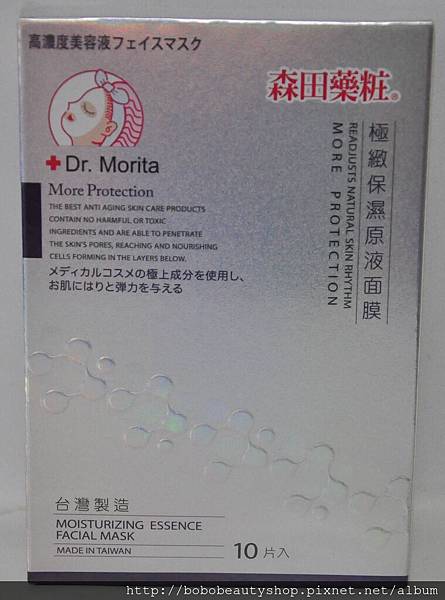 高濃度美容液フェイスマスク
森田藥粧®
Dr. Morita
More Protection
THE BEST ANTI AGING SKIN CARE PRODUCTS
CONTAIN NO HARMFUL OR TOXIC
INGREDIENTS AND ARE ABLE TO PENETRATE
THE SKIN'S PORES, REACHING AND NOURISHING
CELLS FORMING IN THE LAYERS BELOW.
メディカルコスメの極上成分を使用し、
お肌にはりと弾力を与える
極緻保濕原液面膜
READJUSTS NATURAL SKIN RHYTHM
MORE PROTECTION
台灣製造
MOISTURIZING ESSENCE
FACIAL MASK
MADE IN TAIWAN
10片入
http://bobobeautyshop.pixnet.net/album